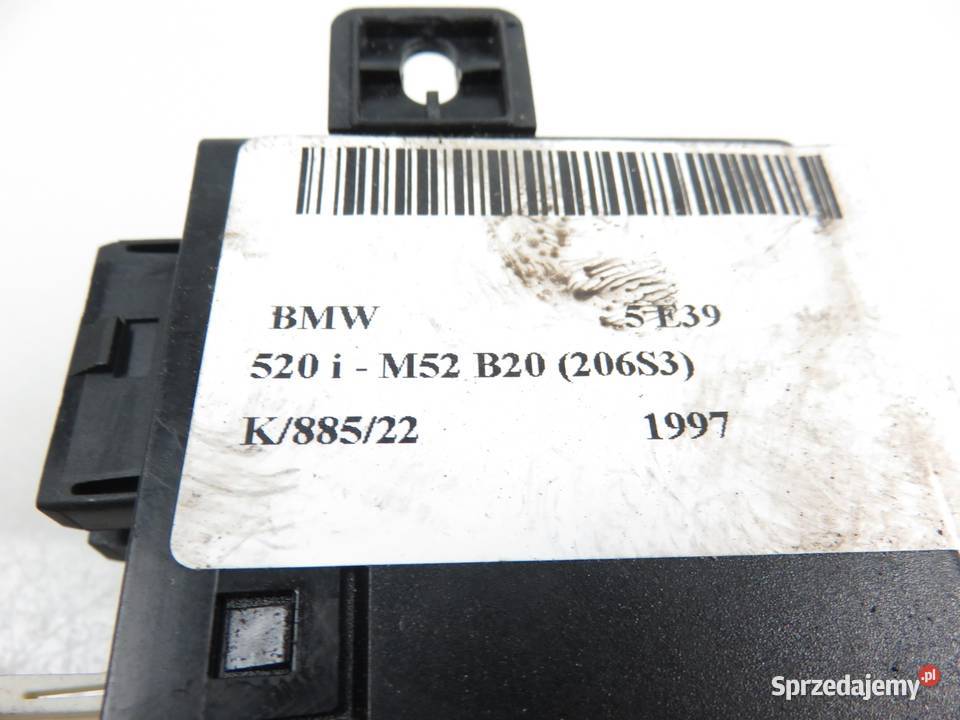 BMW 5 E39
520 i - M52 B20 (206S3)
K/885/22 1997
Sprzedajemy.pl